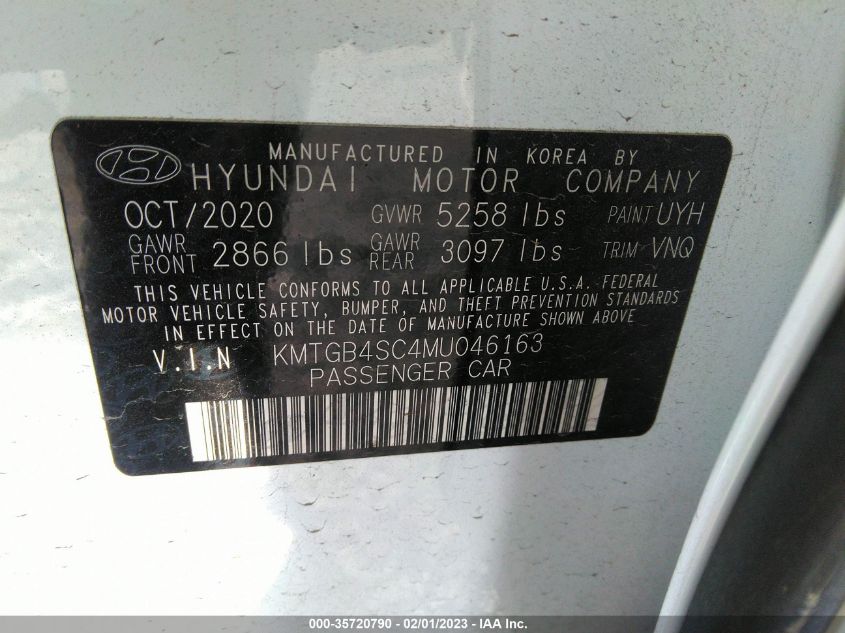 MANUFACTURED IN KOREA BY
HYUNDAI MOTOR COMPANY
OCT/2020 GVWR 5258 lbs PAINT UYH
GAWR FRONT 2866 lbs GAWR REAR 3097 lbs TRIM VNQ
THIS VEHICLE CONFORMS TO ALL APPLICABLE U.S.A. FEDERAL
MOTOR VEHICLE SAFETY, BUMPER, AND THEFT PREVENTION STANDARDS
IN EFFECT ON THE DATE OF MANUFACTURE SHOWN ABOVE
V.I.N KMTGB4SC4MU046163
PASSENGER CAR
000-35720790 - 02/01/2023 - IAA Inc.